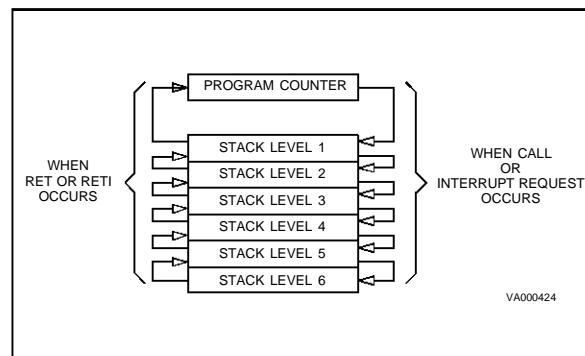 PROGRAM COUNTER
STACK LEVEL 1
STACK LEVEL 2
STACK LEVEL 3
STACK LEVEL 4
STACK LEVEL 5
STACK LEVEL 6
WHEN
RET OR RETI
OCCURS
WHEN CALL
OR
INTERRUPT REQUEST
OCCURS
VA000424